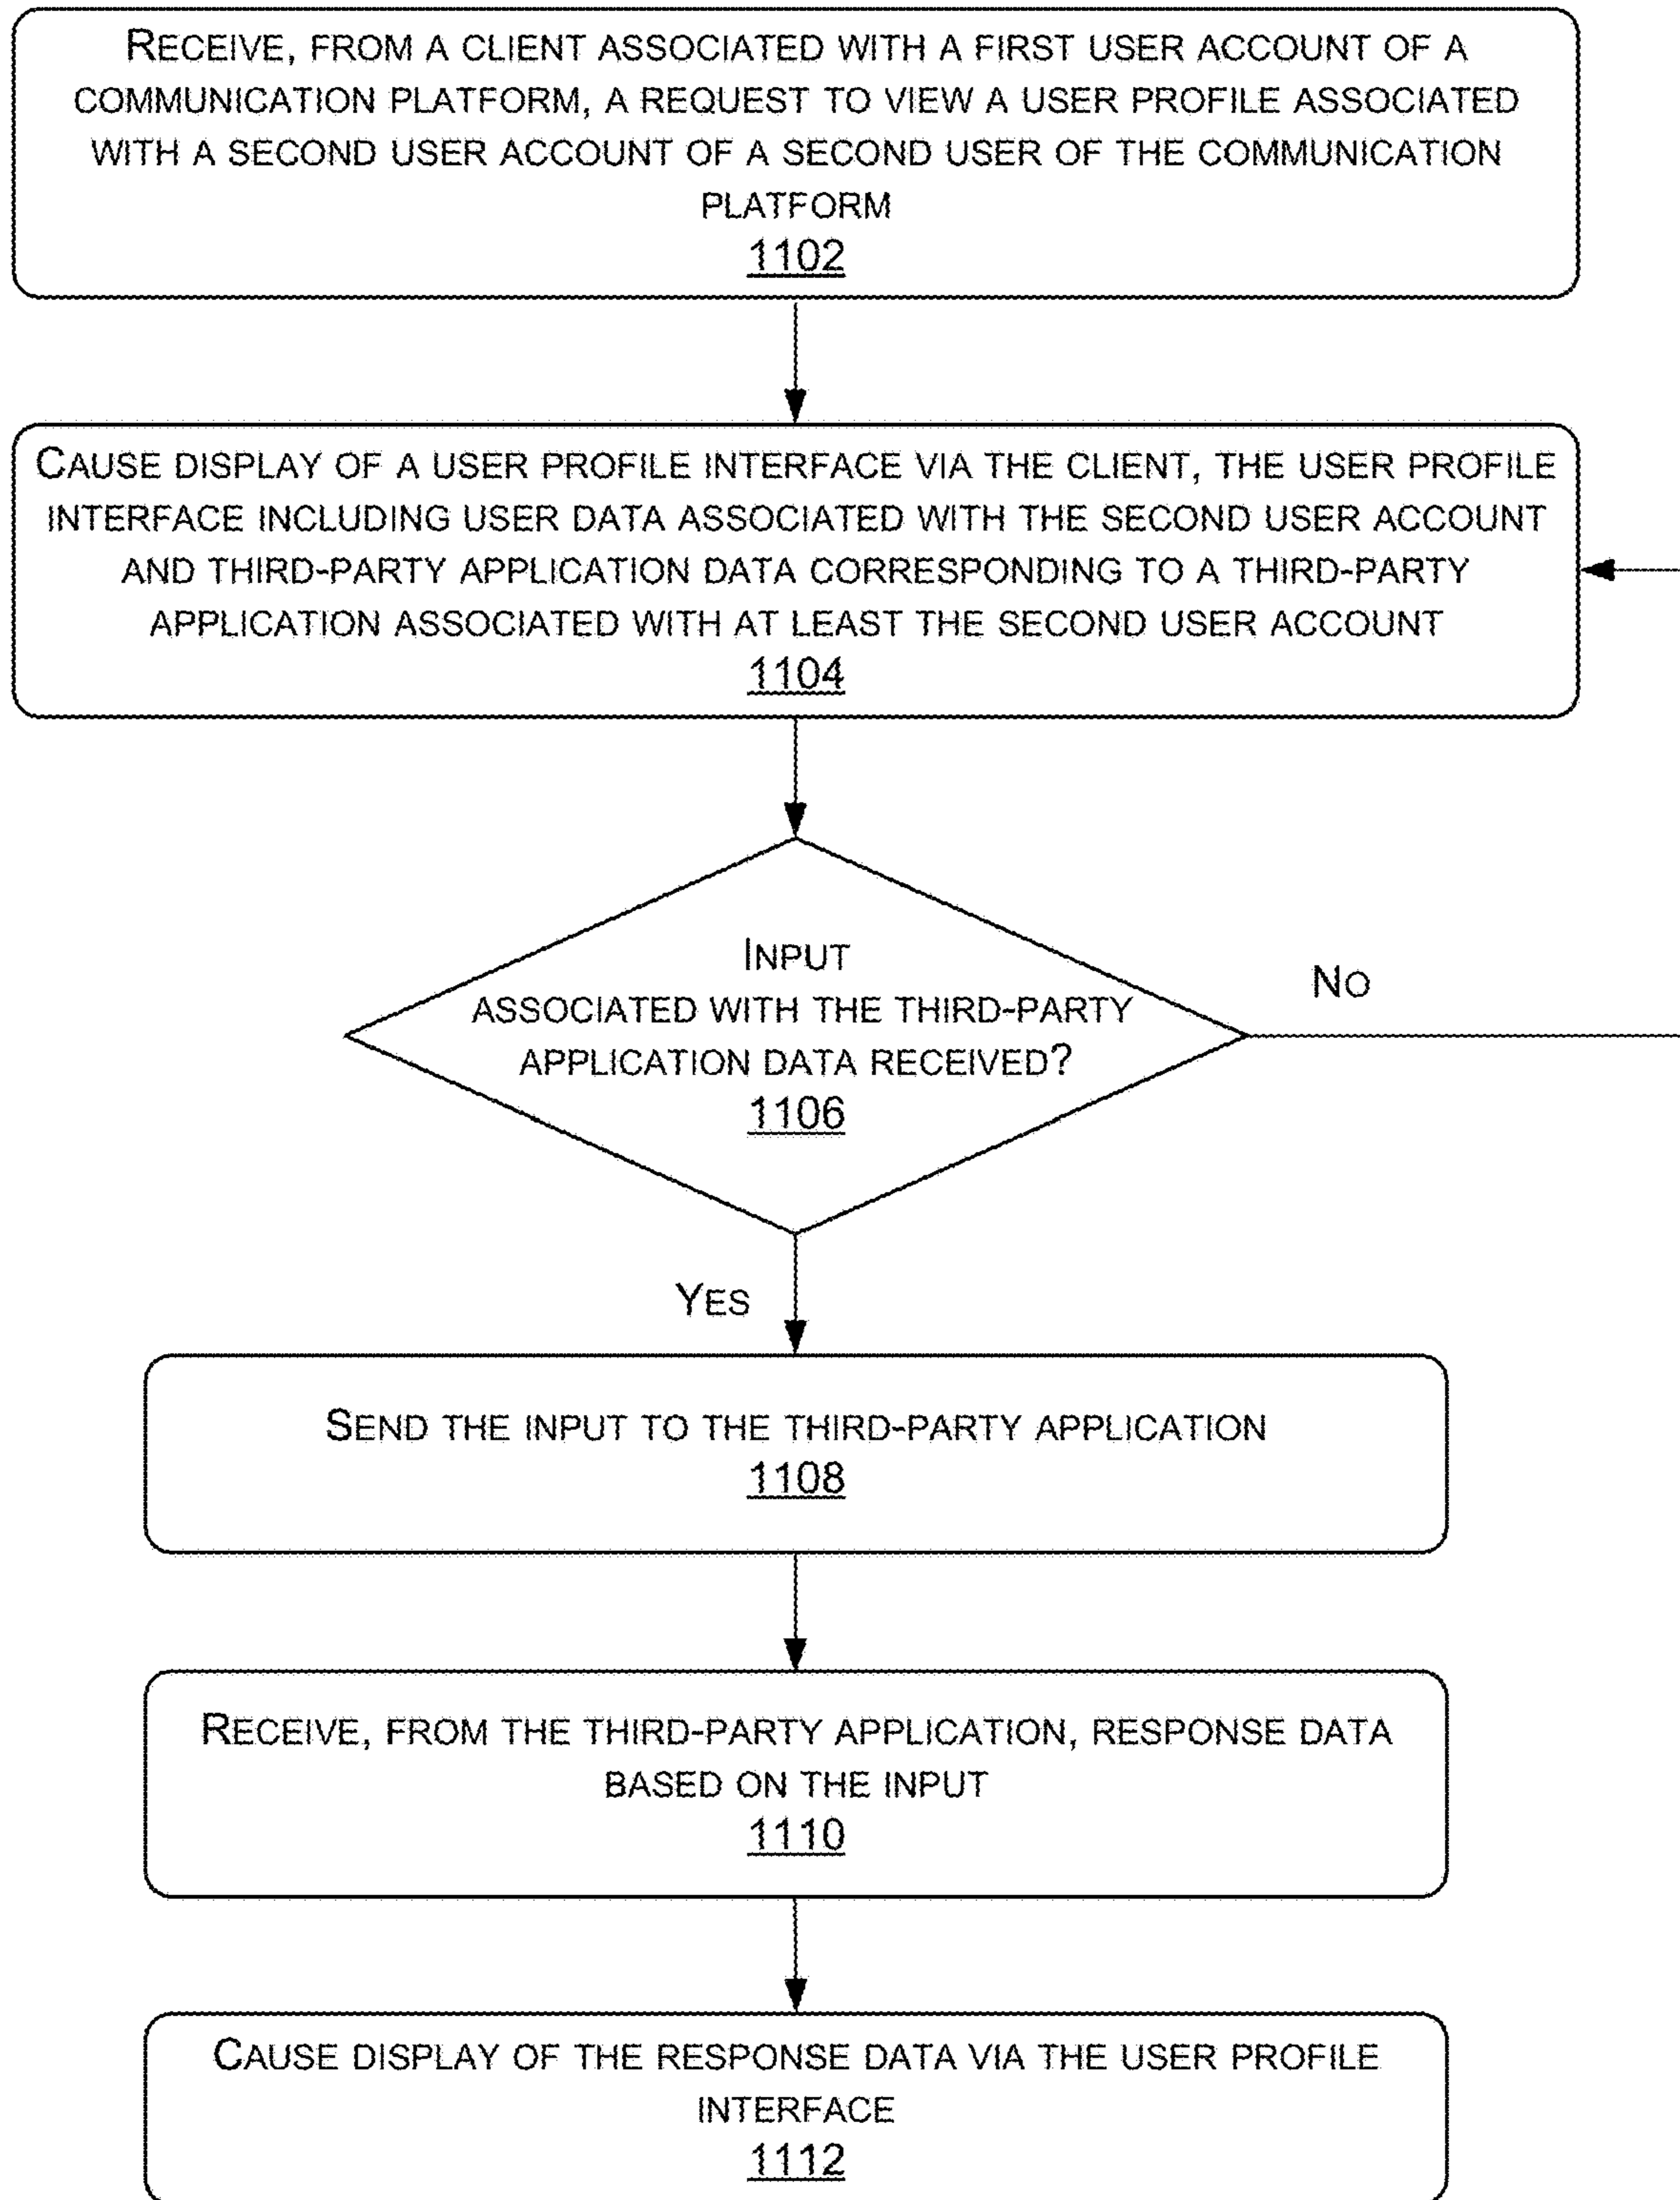 RECEIVE, FROM A CLIENT ASSOCIATED WITH A FIRST USER ACCOUNT OF A
COMMUNICATION PLATFORM, A REQUEST TO VIEW A USER PROFILE ASSOCIATED
WITH A SECOND USER ACCOUNT OF A SECOND USER OF THE COMMUNICATION
PLATFORM
1102
CAUSE DISPLAY OF A USER PROFILE INTERFACE VIA THE CLIENT, THE USER PROFILE
INTERFACE INCLUDING USER DATA ASSOCIATED WITH THE SECOND USER ACCOUNT
AND THIRD-PARTY APPLICATION DATA CORRESPONDING TO A THIRD-PARTY
APPLICATION ASSOCIATED WITH AT LEAST THE SECOND USER ACCOUNT
1104
INPUT
ASSOCIATED WITH THE THIRD-PARTY
APPLICATION DATA RECEIVED?
1106
NO
YES
SEND THE INPUT TO THE THIRD-PARTY APPLICATION
1108
RECEIVE, FROM THE THIRD-PARTY APPLICATION, RESPONSE DATA
BASED ON THE INPUT
1110
CAUSE DISPLAY OF THE RESPONSE DATA VIA THE USER PROFILE
INTERFACE
1112